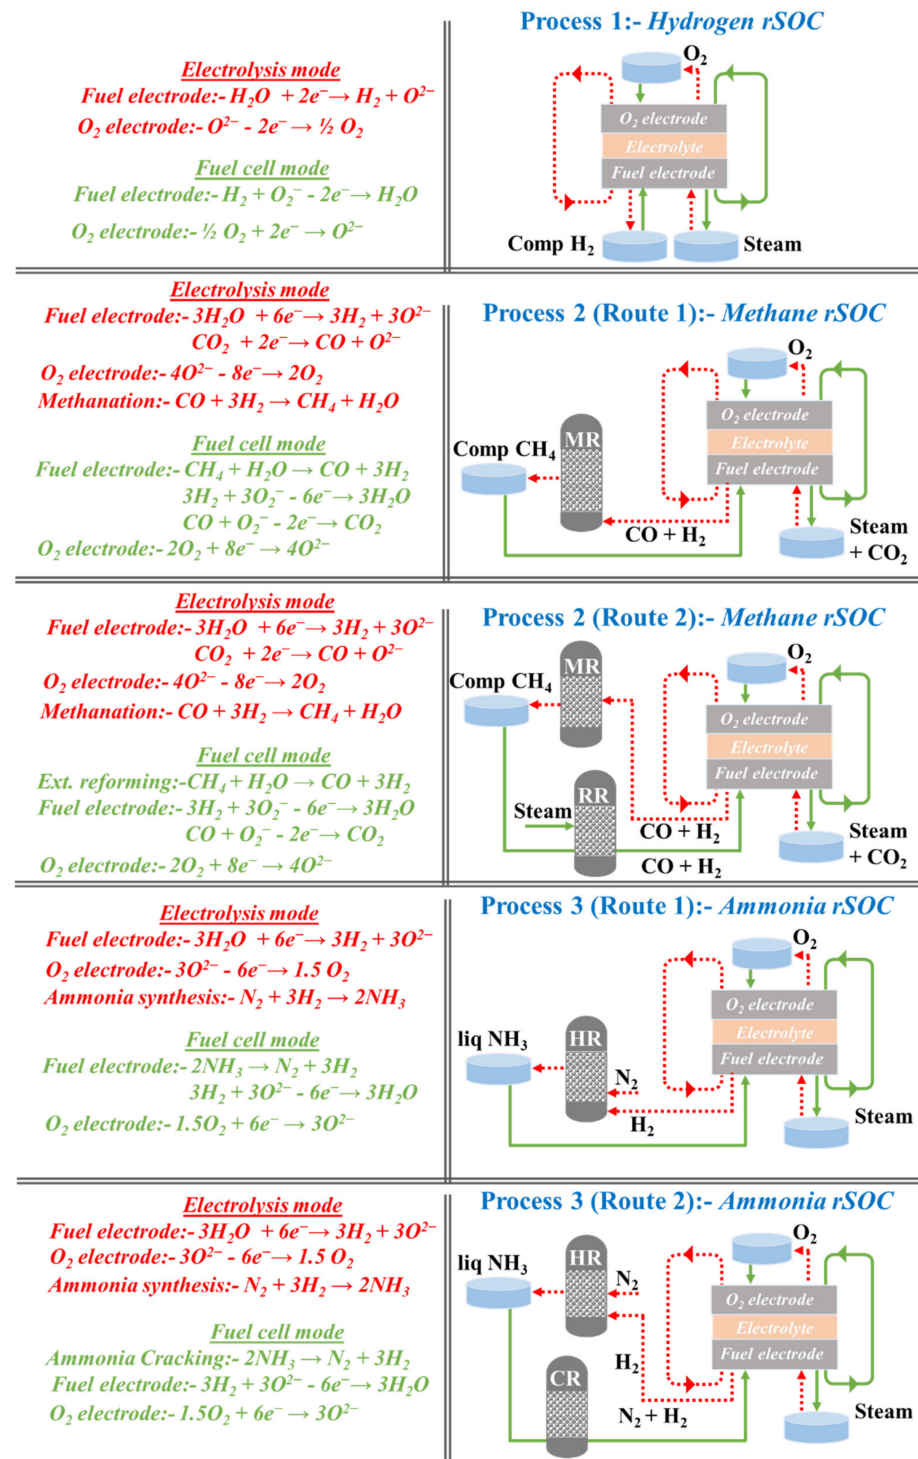 Process 1:- Hydrogen rSOC
Electrolysis mode
Fuel electrode:- H₂O + 2e⁻ → H₂ + O²⁻
O₂ electrode:- O²⁻ - 2e⁻ → ½ O₂
Fuel cell mode
Fuel electrode:- H₂ + O₂⁻ - 2e⁻ → H₂O
O₂ electrode:- ½ O₂ + 2e⁻ → O²⁻
O₂
O₂ electrode
Electrolyte
Fuel electrode
Comp H₂
Steam
Process 2 (Route 1):- Methane rSOC
Electrolysis mode
Fuel electrode:- 3H₂O + 6e⁻ → 3H₂ + 3O²⁻
CO₂ + 2e⁻ → CO + O²⁻
O₂ electrode:- 4O²⁻ - 8e⁻ → 2O₂
Methanation:- CO + 3H₂ → CH₄ + H₂O
Fuel cell mode
Fuel electrode:- CH₄ + H₂O → CO + 3H₂
3H₂ + 3O₂⁻ - 6e⁻ → 3H₂O
CO + O₂⁻ - 2e⁻ → CO₂
O₂ electrode:- 2O₂ + 8e⁻ → 4O²⁻
O₂
O₂ electrode
Electrolyte
Fuel electrode
MR
Comp CH₄
CO + H₂
Steam
+ CO₂
Process 2 (Route 2):- Methane rSOC
Electrolysis mode
Fuel electrode:- 3H₂O + 6e⁻ → 3H₂ + 3O²⁻
CO₂ + 2e⁻ → CO + O²⁻
O₂ electrode:- 4O²⁻ - 8e⁻ → 2O₂
Methanation:- CO + 3H₂ → CH₄ + H₂O
Fuel cell mode
Ext. reforming:-CH₄ + H₂O → CO + 3H₂
Fuel electrode:- 3H₂ + 3O₂⁻ - 6e⁻ → 3H₂O
CO + O₂⁻ - 2e⁻ → CO₂
O₂ electrode:- 2O₂ + 8e⁻ → 4O²⁻
O₂
MR
Comp CH₄
O₂ electrode
Electrolyte
Fuel electrode
RR
Steam
CO + H₂
CO + H₂
Steam
+ CO₂
Process 3 (Route 1):- Ammonia rSOC
Electrolysis mode
Fuel electrode:- 3H₂O + 6e⁻ → 3H₂ + 3O²⁻
O₂ electrode:- 3O²⁻ - 6e⁻ → 1.5 O₂
Ammonia synthesis:- N₂ + 3H₂ → 2NH₃
Fuel cell mode
Fuel electrode:- 2NH₃ → N₂ + 3H₂
3H₂ + 3O²⁻ - 6e⁻ → 3H₂O
O₂ electrode:- 1.5O₂ + 6e⁻ → 3O²⁻
O₂
O₂ electrode
Electrolyte
Fuel electrode
liq NH₃
HR
N₂
H₂
Steam
Process 3 (Route 2):- Ammonia rSOC
Electrolysis mode
Fuel electrode:- 3H₂O + 6e⁻ → 3H₂ + 3O²⁻
O₂ electrode:- 3O²⁻ - 6e⁻ → 1.5 O₂
Ammonia synthesis:- N₂ + 3H₂ → 2NH₃
Fuel cell mode
Ammonia Cracking:- 2NH₃ → N₂ + 3H₂
Fuel electrode:- 3H₂ + 3O²⁻ - 6e⁻ → 3H₂O
O₂ electrode:- 1.5O₂ + 6e⁻ → 3O²⁻
O₂
liq NH₃
HR
N₂
O₂ electrode
Electrolyte
Fuel electrode
H₂
CR
N₂ + H₂
Steam